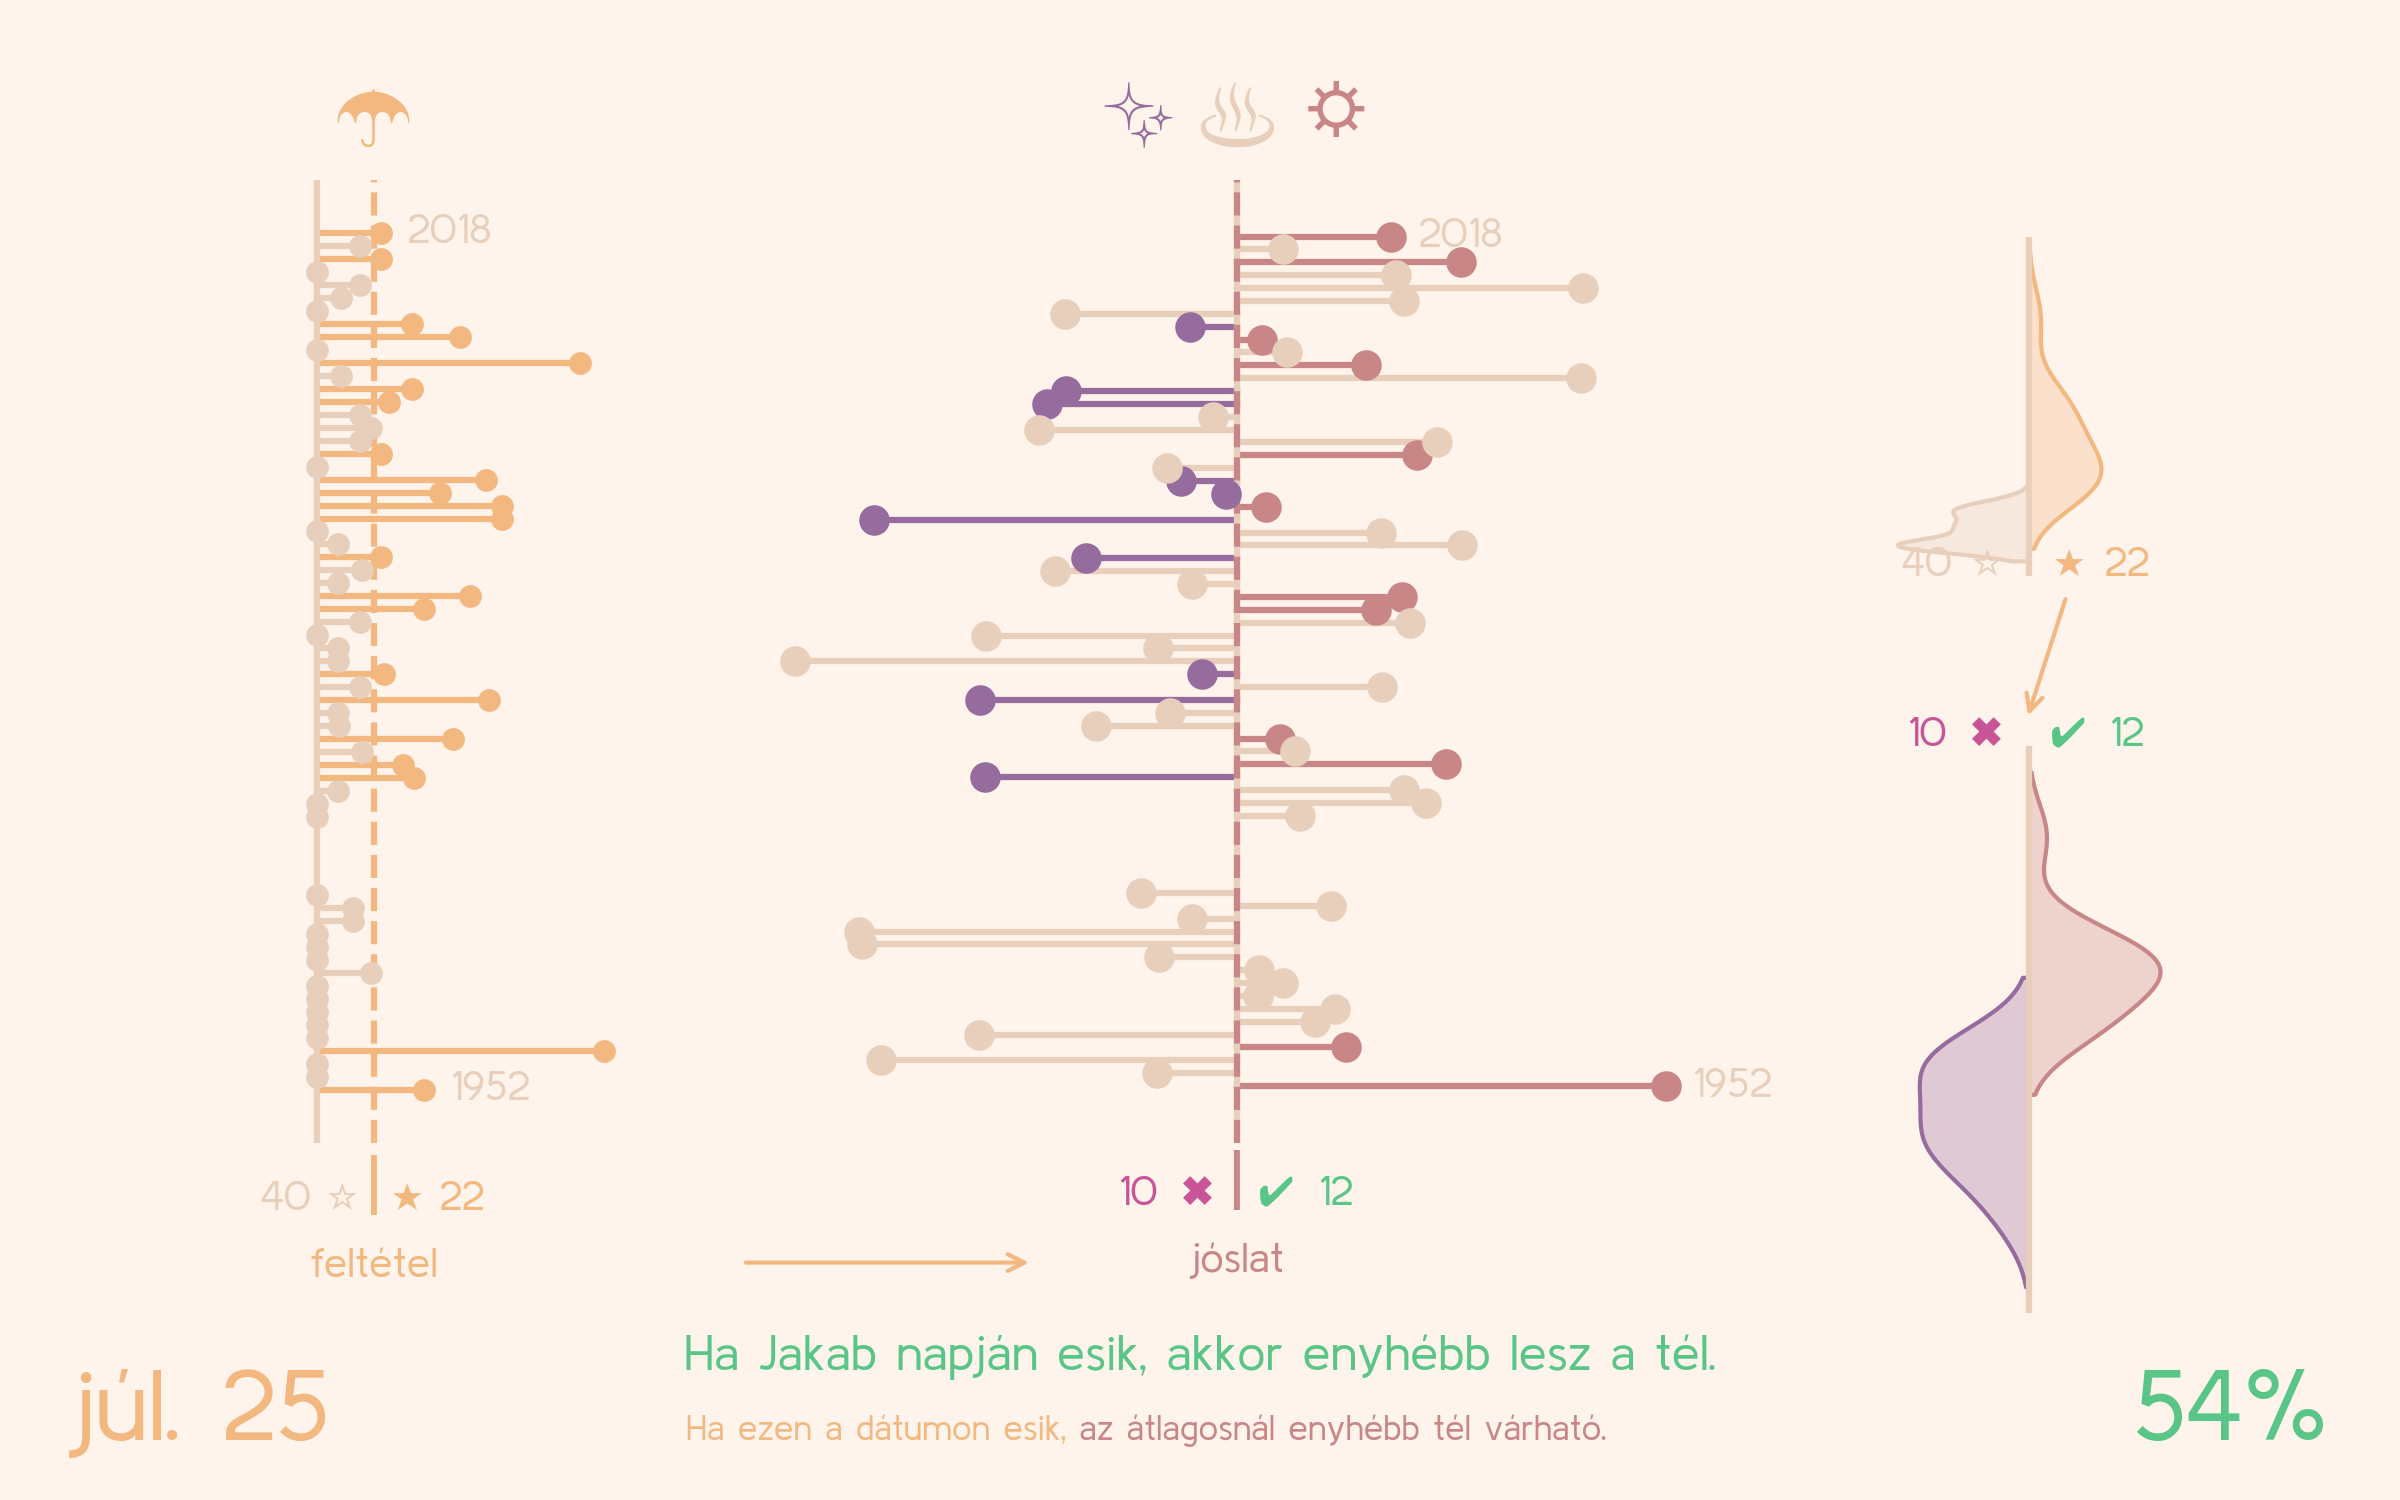 2018
2018
40 ☆ ★ 22
10 ✖ ✔ 12
1952
1952
40 ☆ ★ 22
10 ✖ ✔ 12
feltétel
jóslat
Ha Jakab napján esik, akkor enyhébb lesz a tél.
júl. 25
54%
Ha ezen a dátumon esik, az átlagosnál enyhébb tél várható.